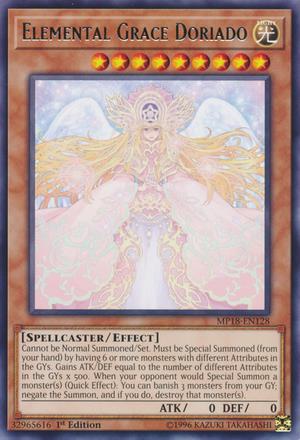 ELEMENTAL GRACE DORIADO
LIGHT
光
MP18-EN128
[SPELLCASTER/EFFECT]
Cannot be Normal Summoned/Set. Must be Special Summoned (from
your hand) by having 6 or more monsters with different Attributes in
the GYs. Gains ATK/DEF equal to the number of different Attributes
in the GYs x 500. When your opponent would Special Summon a
monster(s) (Quick Effect): You can banish 3 monsters from your GY;
negate the Summon, and if you do, destroy that monster(s).
ATK/ 0 DEF/ 0
32965616 1st Edition ©1996 KAZUKI TAKAHASHI